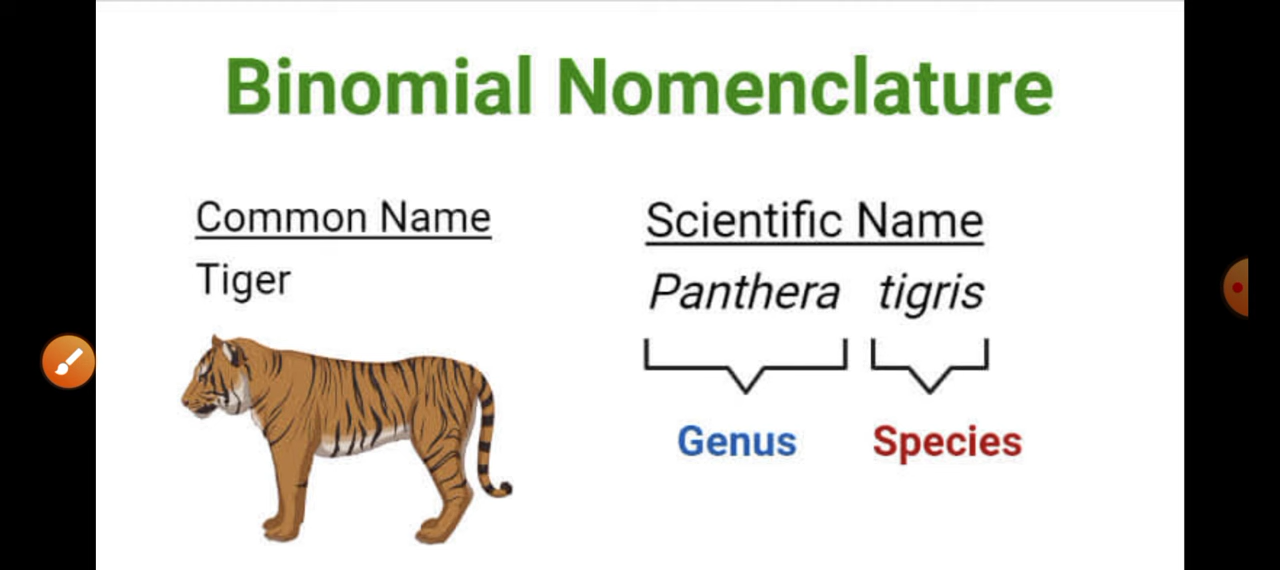 Binomial Nomenclature
Common Name
Tiger
Scientific Name
Panthera tigris
Genus
Species